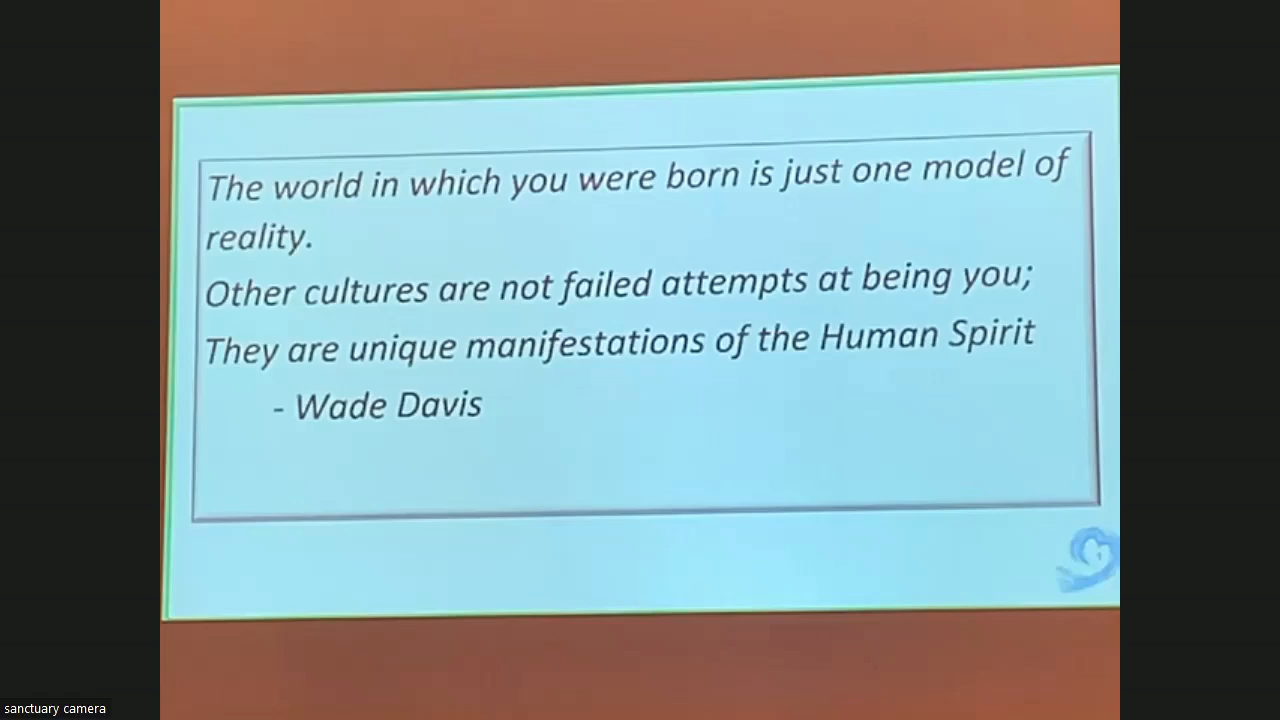 The world in which you were born is just one model of
reality.
Other cultures are not failed attempts at being you;
They are unique manifestations of the Human Spirit
- Wade Davis
sanctuary camera